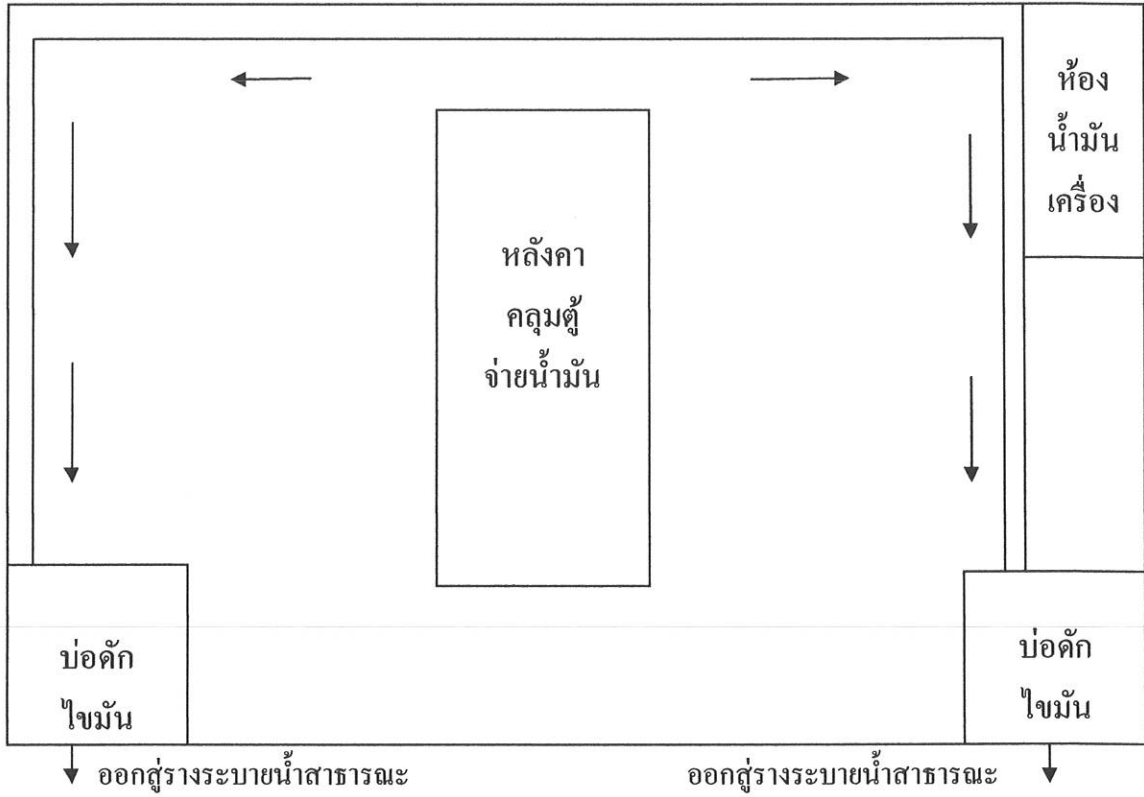 ห้อง
น้ำมัน
เครื่อง
หลังคา
คลุมตู้
จ่ายน้ำมัน
บ่อดัก
ไขมัน
บ่อดัก
ไขมัน
ออกสู่รางระบายน้ำสาธารณะ
ออกสู่รางระบายน้ำสาธารณะ